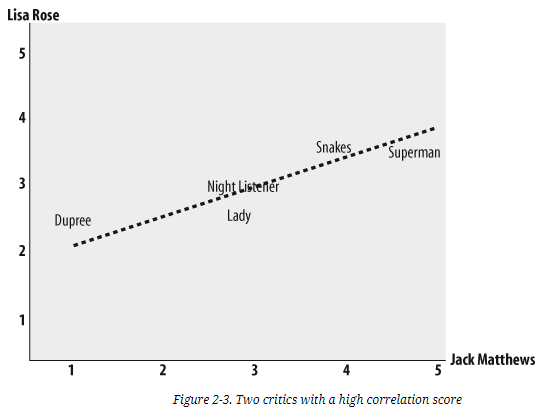 Lisa Rose
5
4
Snakes
Superman
3
Night Listener
Lady
Dupree
2
1
Jack Matthews
1 2 3 4 5
Figure 2-3. Two critics with a high correlation score